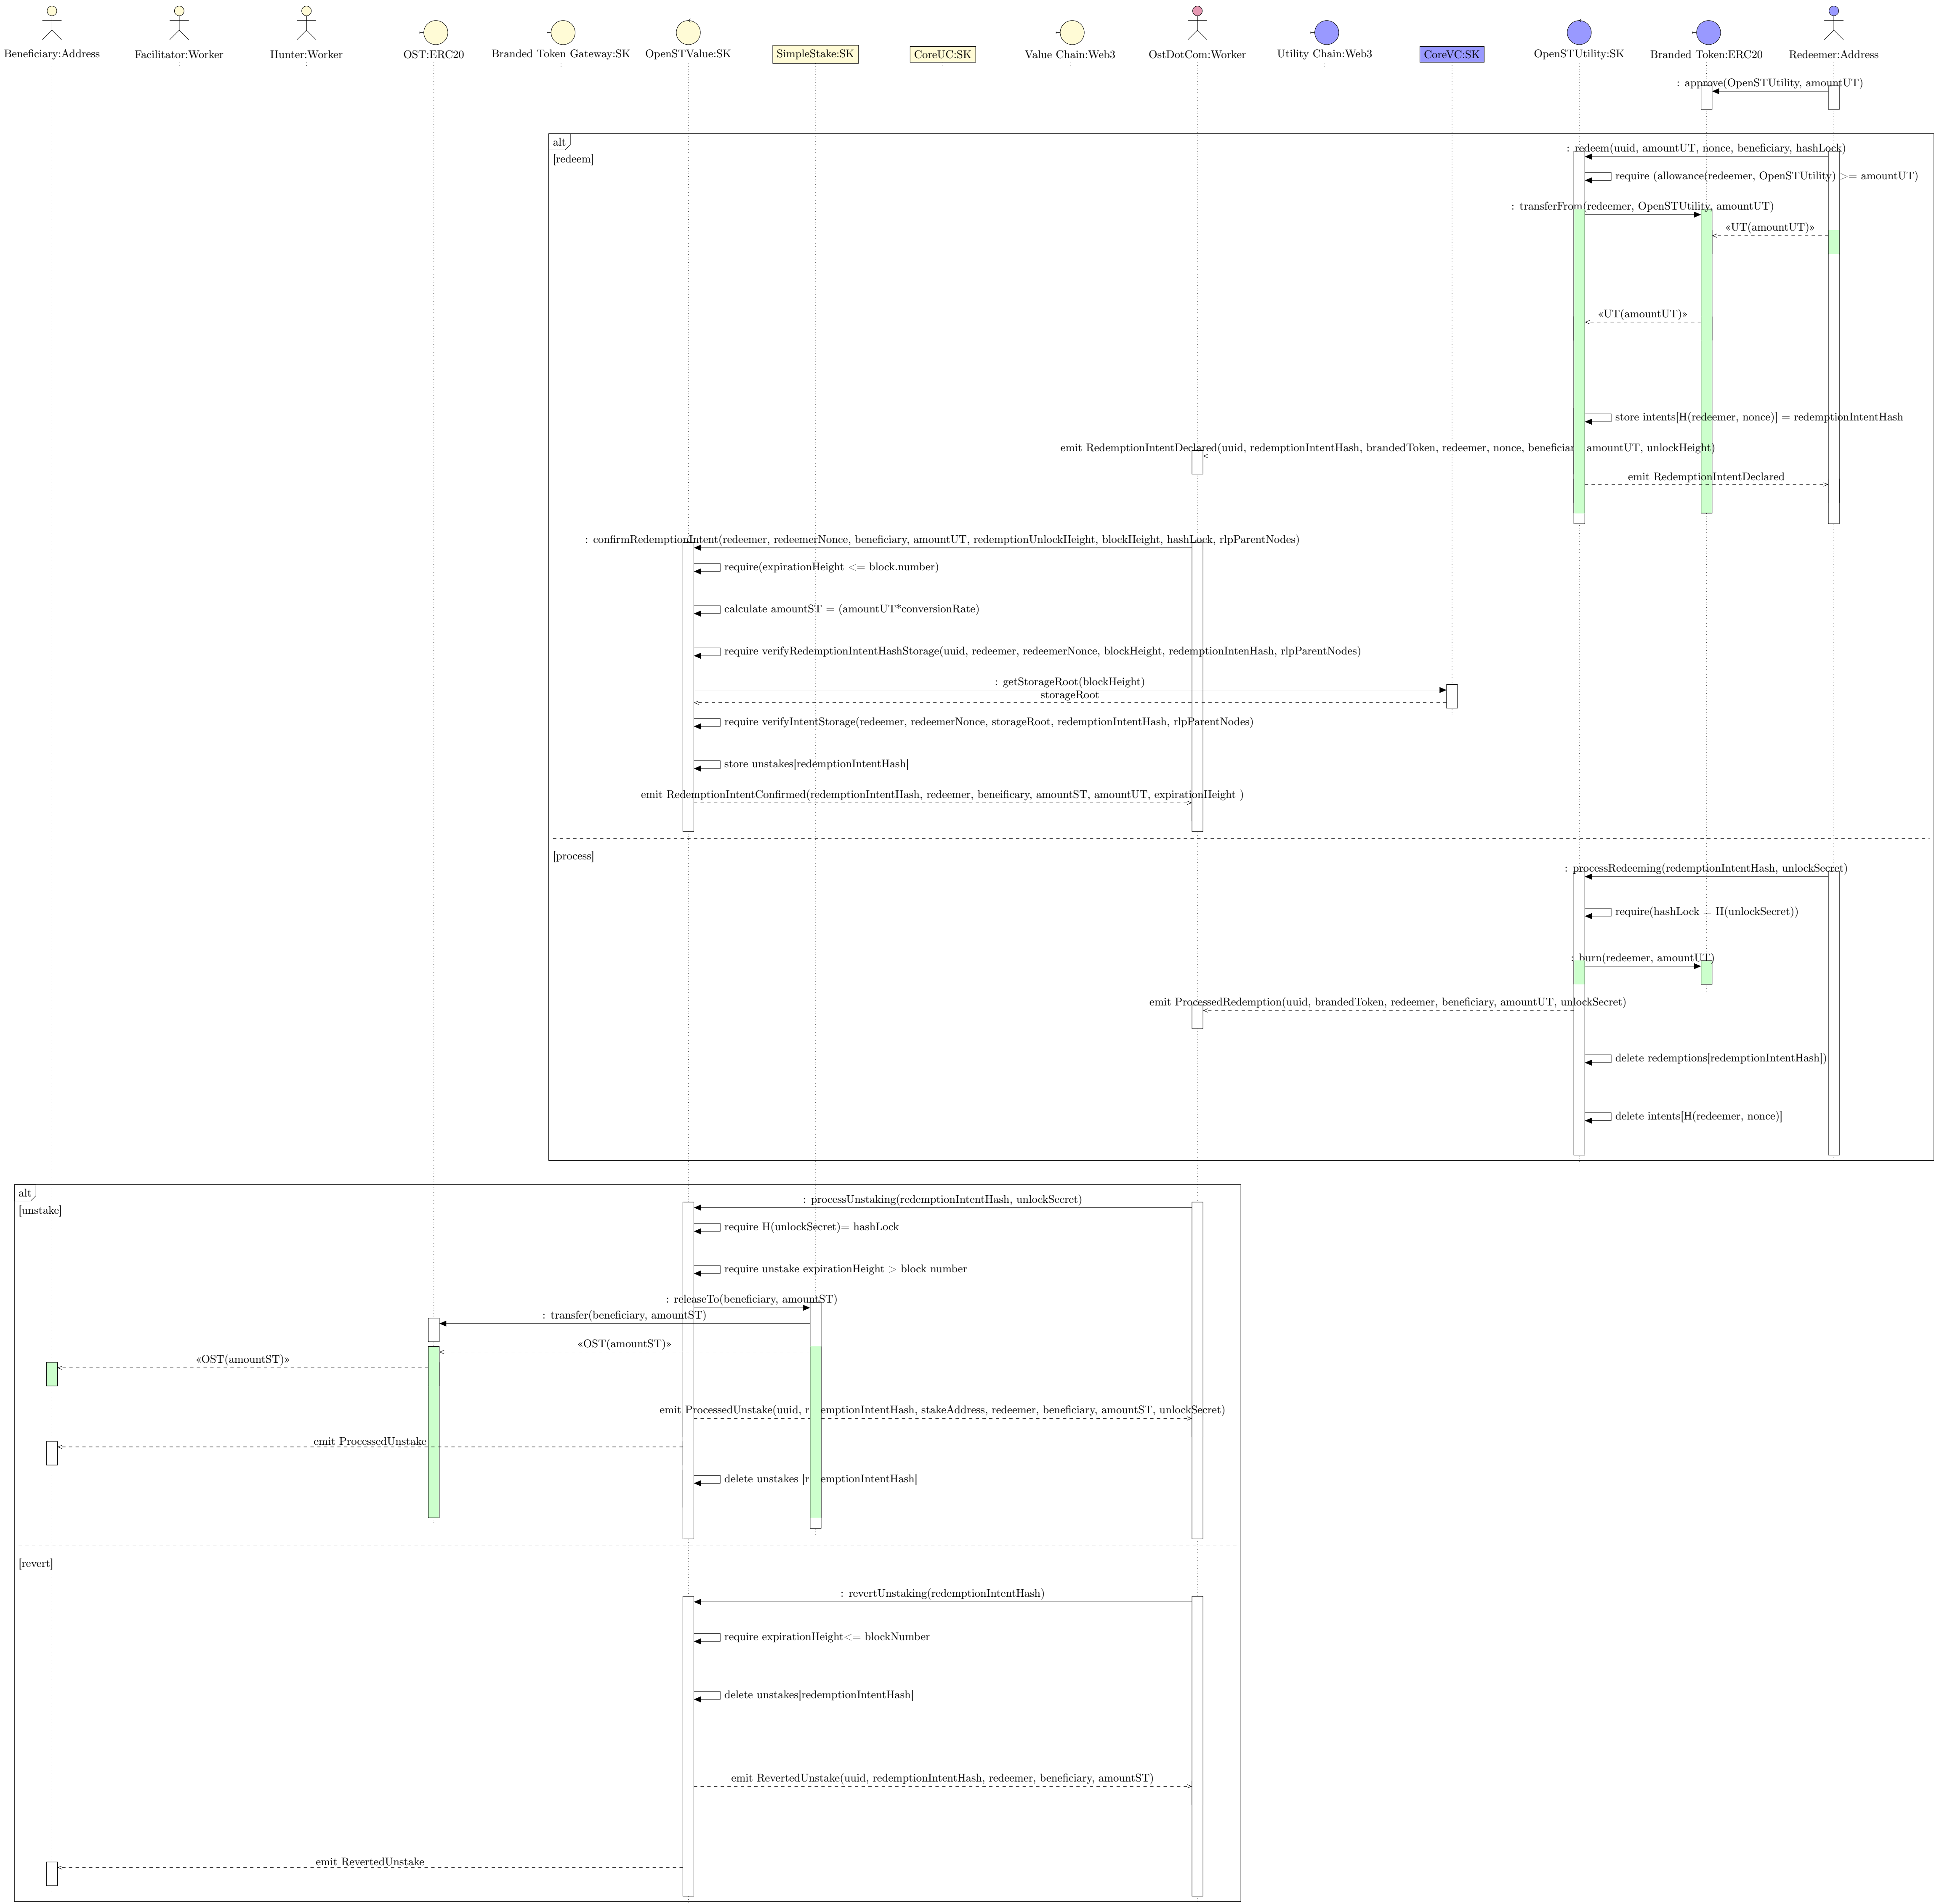 Beneficiary:Address
Facilitator:Worker
Hunter:Worker
OST:ERC20
Branded Token Gateway:SK
OpenSTValue:SK
SimpleStake:SK
CoreUC:SK
Value Chain:Web3
OstDotCom:Worker
Utility Chain:Web3
CoreVC:SK
OpenSTUtility:SK
Branded Token:ERC20
Redeemer:Address
: approve(OpenSTUtility, amountUT)
alt
[redeem]
: redeem(uuid, amountUT, nonce, beneficiary, hashLock)
require (allowance(redeemer, OpenSTUtility) >= amountUT)
: transferFrom(redeemer, OpenSTUtility, amountUT)
«UT(amountUT)»
«UT(amountUT)»
store intents[H(redeemer, nonce)] = redemptionIntentHash
emit RedemptionIntentDeclared(uuid, redemptionIntentHash, brandedToken, redeemer, nonce, beneficiary, amountUT, unlockHeight)
emit RedemptionIntentDeclared
: confirmRedemptionIntent(redeemer, redeemerNonce, beneficiary, amountUT, redemptionUnlockHeight, blockHeight, hashLock, rlpParentNodes)
require(expirationHeight <= block.number)
calculate amountST = (amountUT*conversionRate)
require verifyRedemptionIntentHashStorage(uuid, redeemer, redeemerNonce, blockHeight, redemptionIntenHash, rlpParentNodes)
: getStorageRoot(blockHeight)
storageRoot
require verifyIntentStorage(redeemer, redeemerNonce, storageRoot, redemptionIntentHash, rlpParentNodes)
store unstakes[redemptionIntentHash]
emit RedemptionIntentConfirmed(redemptionIntentHash, redeemer, beneificary, amountST, amountUT, expirationHeight )
[process]
: processRedeeming(redemptionIntentHash, unlockSecret)
require(hashLock = H(unlockSecret))
: burn(redeemer, amountUT)
emit ProcessedRedemption(uuid, brandedToken, redeemer, beneficiary, amountUT, unlockSecret)
delete redemptions[redemptionIntentHash])
delete intents[H(redeemer, nonce)]
alt
[unstake]
: processUnstaking(redemptionIntentHash, unlockSecret)
require H(unlockSecret)= hashLock
require unstake expirationHeight > block number
: releaseTo(beneficiary, amountST)
: transfer(beneficiary, amountST)
«OST(amountST)»
«OST(amountST)»
emit ProcessedUnstake(uuid, redemptionIntentHash, stakeAddress, redeemer, beneficiary, amountST, unlockSecret)
emit ProcessedUnstake
delete unstakes [redemptionIntentHash]
[revert]
: revertUnstaking(redemptionIntentHash)
require expirationHeight<= blockNumber
delete unstakes[redemptionIntentHash]
emit RevertedUnstake(uuid, redemptionIntentHash, redeemer, beneficiary, amountST)
emit RevertedUnstake